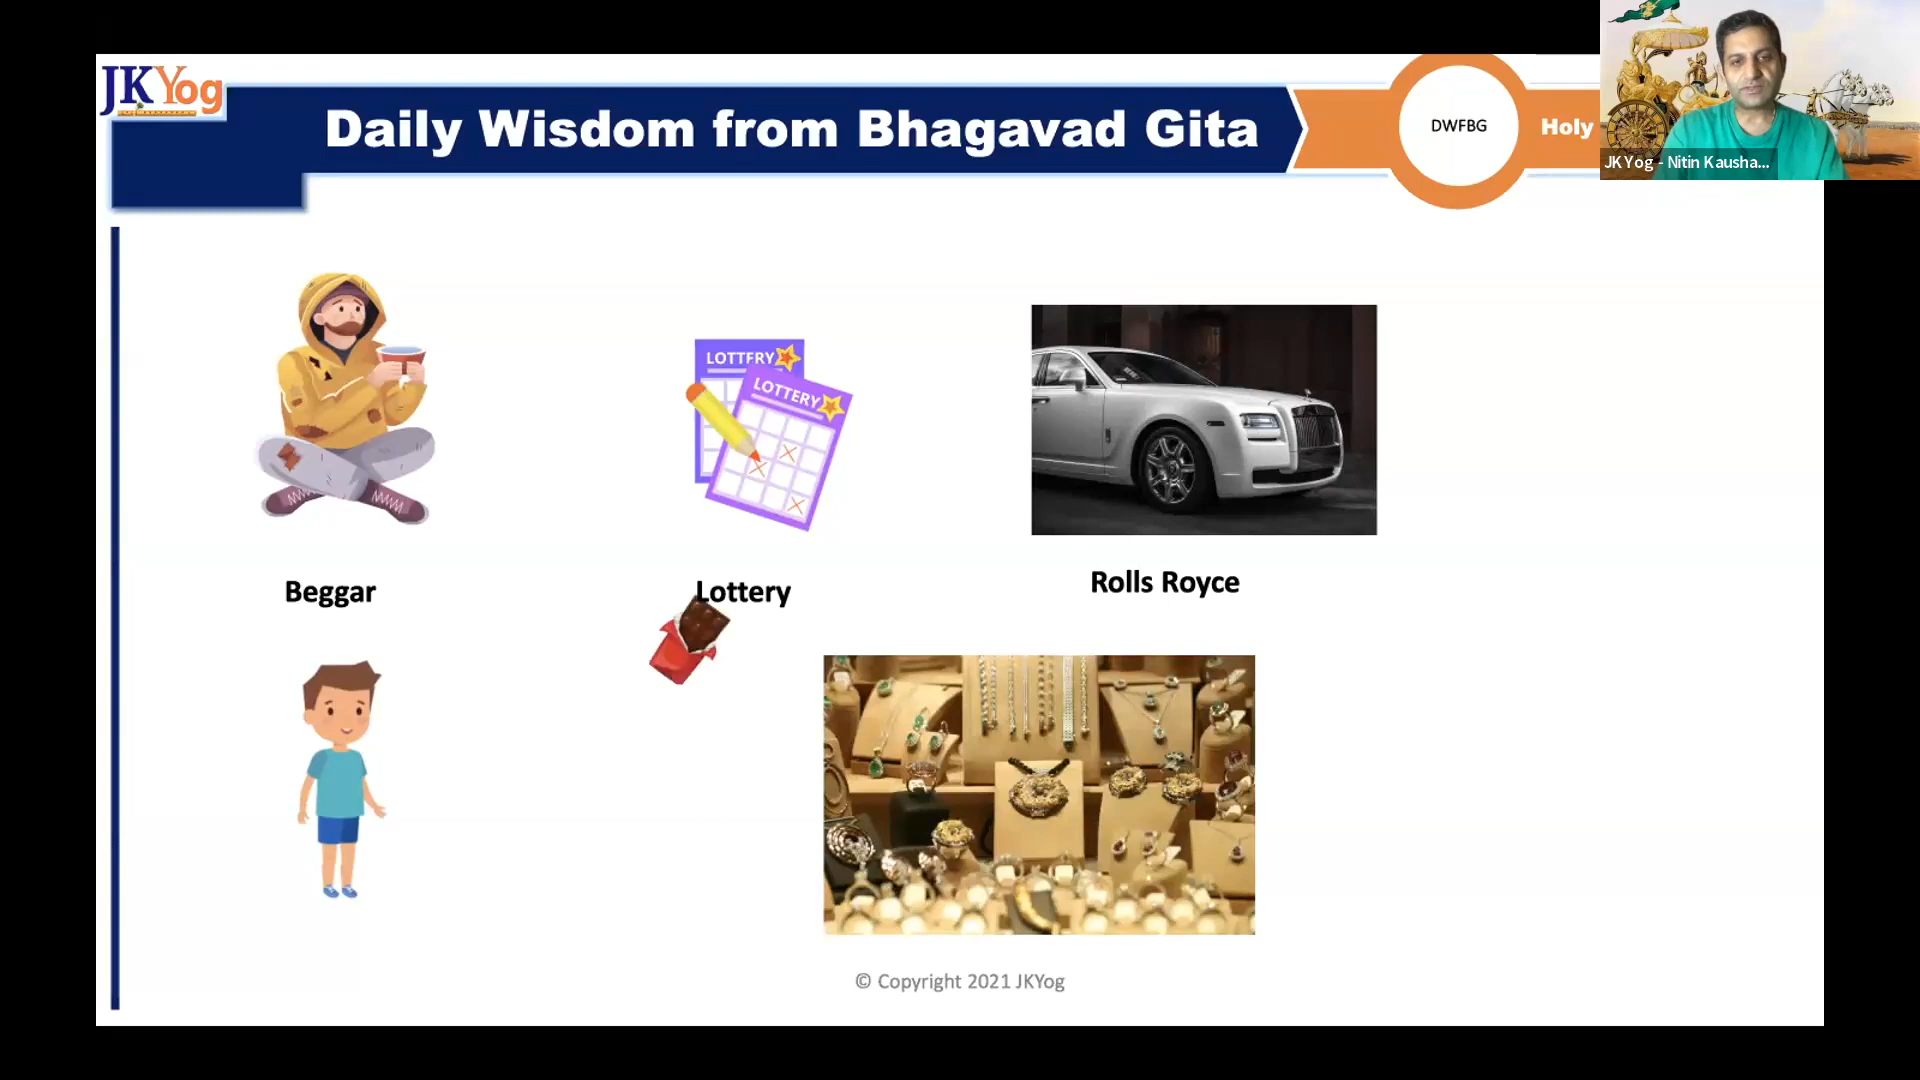 JKYog
Daily Wisdom from Bhagavad Gita
DWFBG
Holy
JK Yog - Nitin Kausha...
LOTTERY
LOTTERY
Beggar
Lottery
Rolls Royce
© Copyright 2021 JKYog